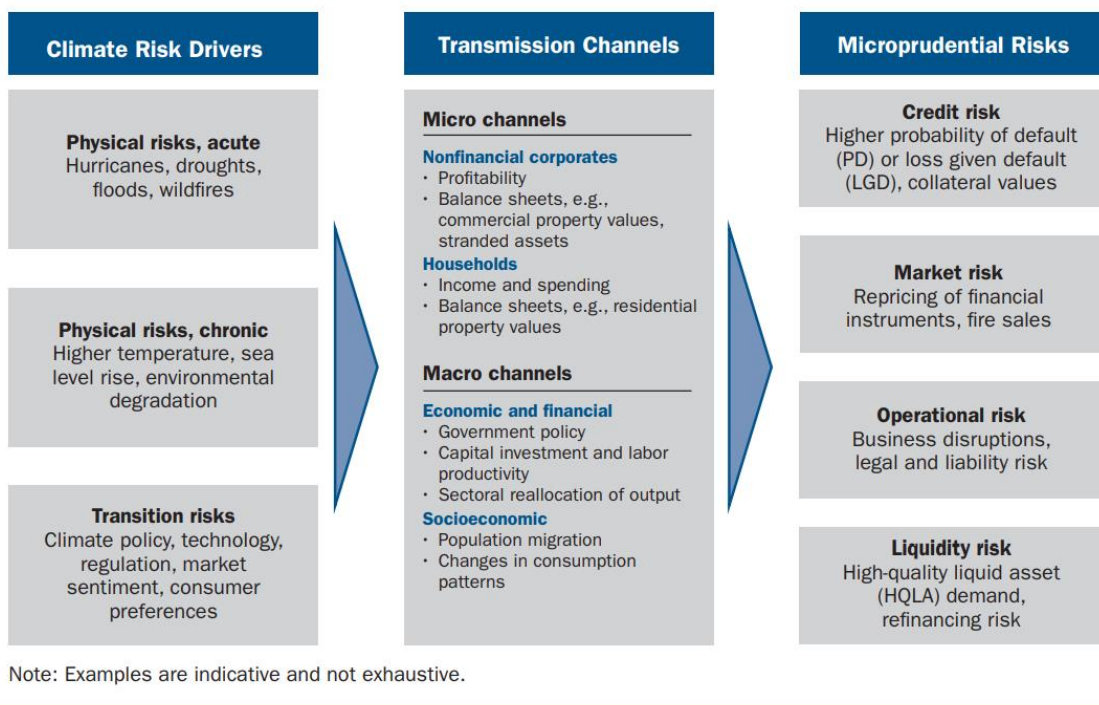 Climate Risk Drivers
Physical risks, acute
Hurricanes, droughts,
floods, wildfires
Physical risks, chronic
Higher temperature, sea
level rise, environmental
degradation
Transition risks
Climate policy, technology,
regulation, market
sentiment, consumer
preferences
Transmission Channels
Micro channels
Nonfinancial corporates
· Profitability
· Balance sheets, e.g.,
commercial property values,
stranded assets
Households
· Income and spending
· Balance sheets, e.g., residential
property values
Macro channels
Economic and financial
· Government policy
· Capital investment and labor
productivity
· Sectoral reallocation of output
Socioeconomic
· Population migration
· Changes in consumption
patterns
Microprudential Risks
Credit risk
Higher probability of default
(PD) or loss given default
(LGD), collateral values
Market risk
Repricing of financial
instruments, fire sales
Operational risk
Business disruptions,
legal and liability risk
Liquidity risk
High-quality liquid asset
(HQLA) demand,
refinancing risk
Note: Examples are indicative and not exhaustive.